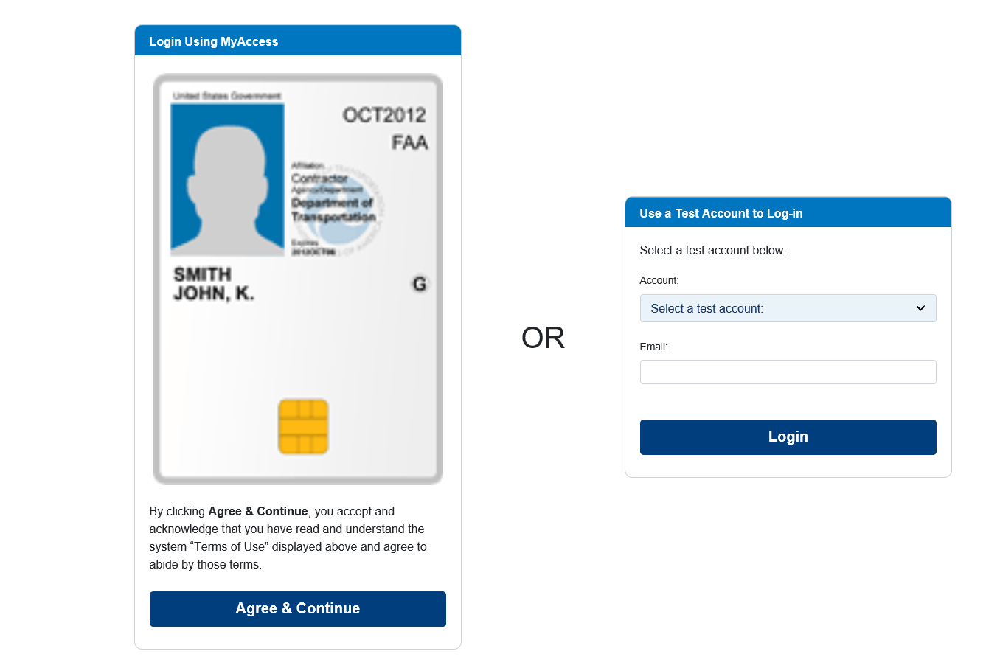 Login Using MyAccess
United States Government
OCT2012
FAA
Affiliation
Contractor
Agency/Department
Department of
Transportation
Expires
2012OCT06
SMITH
JOHN, K.
G
By clicking Agree & Continue, you accept and
acknowledge that you have read and understand the
system “Terms of Use” displayed above and agree to
abide by those terms.
Agree & Continue
OR
Use a Test Account to Log-in
Select a test account below:
Account:
Select a test account:
Email:
Login